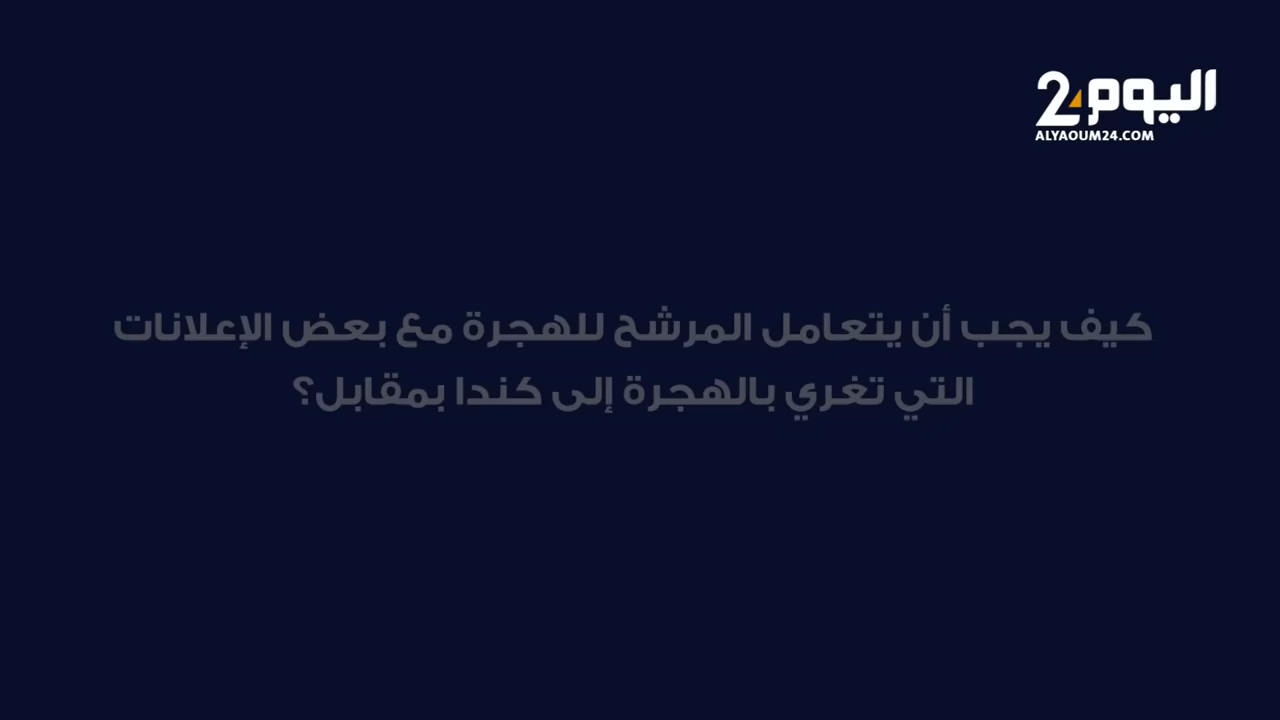 اليوم24
ALYAOUM24.COM
كيف يجب أن يتعامل المرشح للهجرة مع بعض الإعلانات
التي تغري بالهجرة إلى كندا بمقابل؟